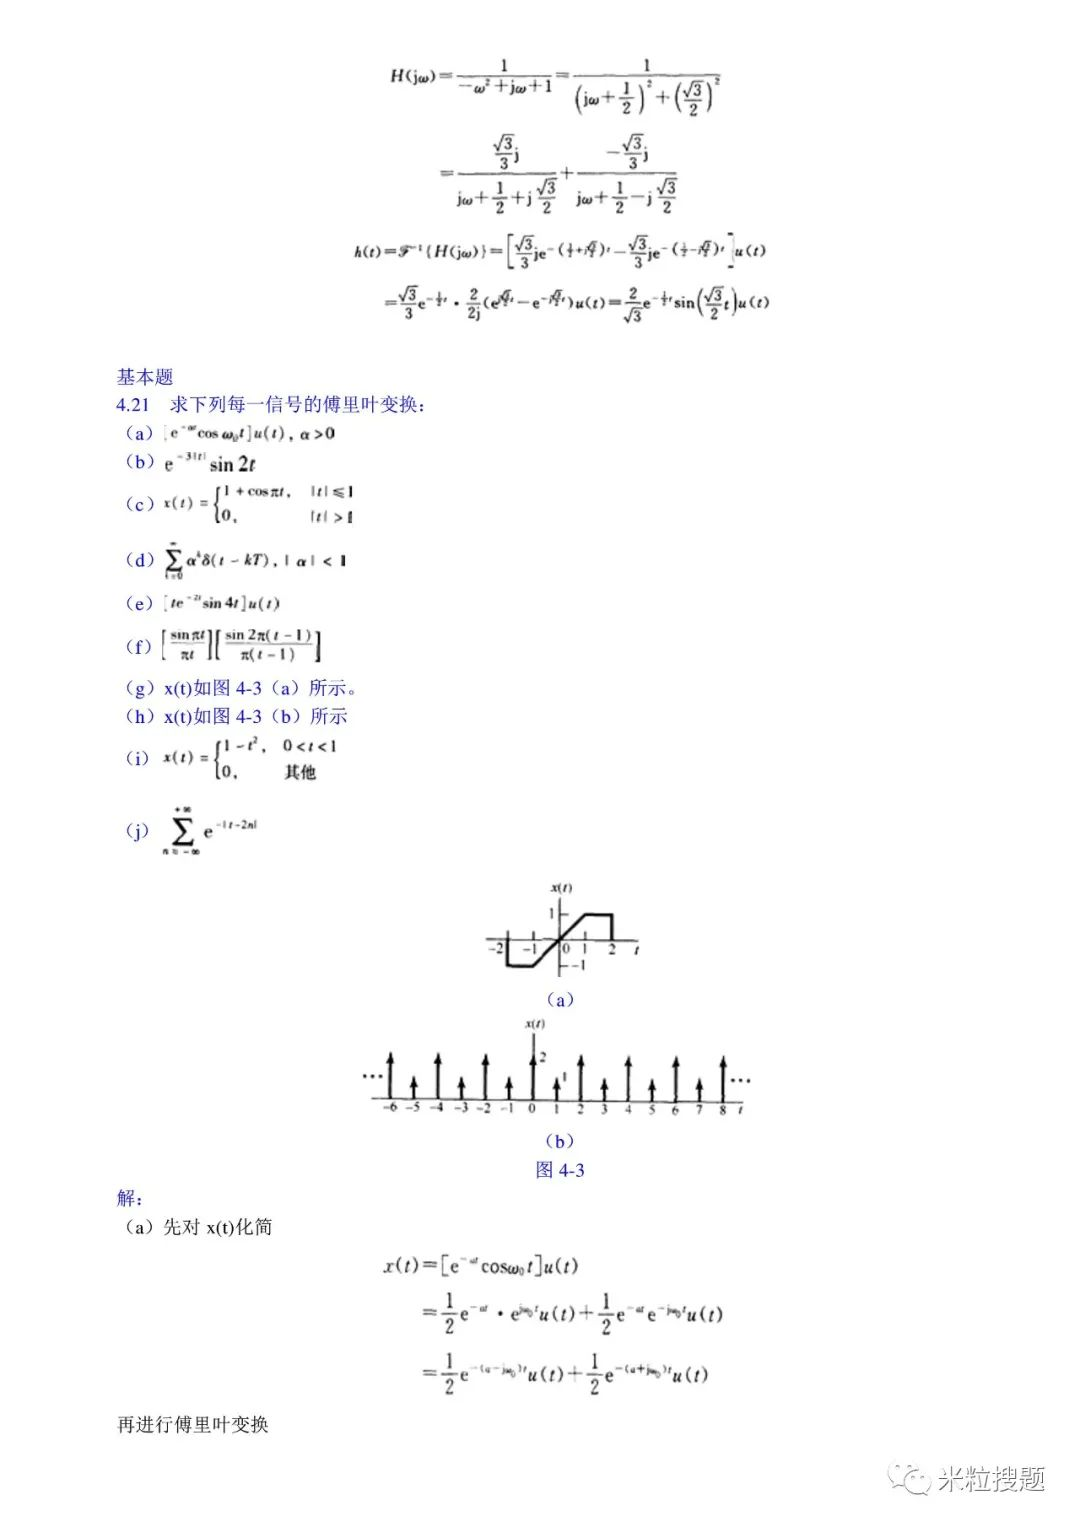 H(jω)=1/(-ω²+jω+1)=1/((jω+1/2)²+(√3/2)²)
=(√3/3 j)/(jω+1/2+j√3/2)+(-√3/3 j)/(jω+1/2-j√3/2)
h(t)=ℱ⁻¹{H(jω)}=[√3/3 je^-(1/2+j√3/2)t-√3/3 je^-(1/2-j√3/2)t]u(t)
=√3/3 e^(-1/2 t)·2/2j(e^(j√3/2 t)-e^(-j√3/2 t))u(t)=2/√3 e^(-1/2 t)sin(√3/2 t)u(t)
基本题
4.21 求下列每一信号的傅里叶变换：
（a）[e^(-αt)cos ω₀t]u(t), α>0
（b）e^(-3|t|) sin 2t
（c）x(t)={1+cosπt, |t|≤1
0, |t|>1
（d）∑_(k=0)^∞ α^kδ(t-kT), |α|<1
（e）[te^(-2t)sin 4t]u(t)
（f）[sinπt/πt][sin 2π(t-1)/π(t-1)]
（g）x(t)如图 4-3（a）所示。
（h）x(t)如图 4-3（b）所示
（i）x(t)={1-t², 0<t<1
0, 其他
（j）∑_(n=-∞)^(+∞) e^(-|t-2n|)
x(t)
1
-2 -1 0 1 2 t
-1
（a）
x(t)
2
1
… …
-6 -5 -4 -3 -2 -1 0 1 2 3 4 5 6 7 8 t
（b）
图 4-3
解：
（a）先对 x(t)化简
x(t)=[e^(-αt)cosω₀t]u(t)
=1/2 e^(-αt)·e^(jω₀t)u(t)+1/2 e^(-αt)e^(-jω₀t)u(t)
=1/2 e^(-(α-jω₀)t)u(t)+1/2 e^(-(α+jω₀)t)u(t)
再进行傅里叶变换
米粒搜题